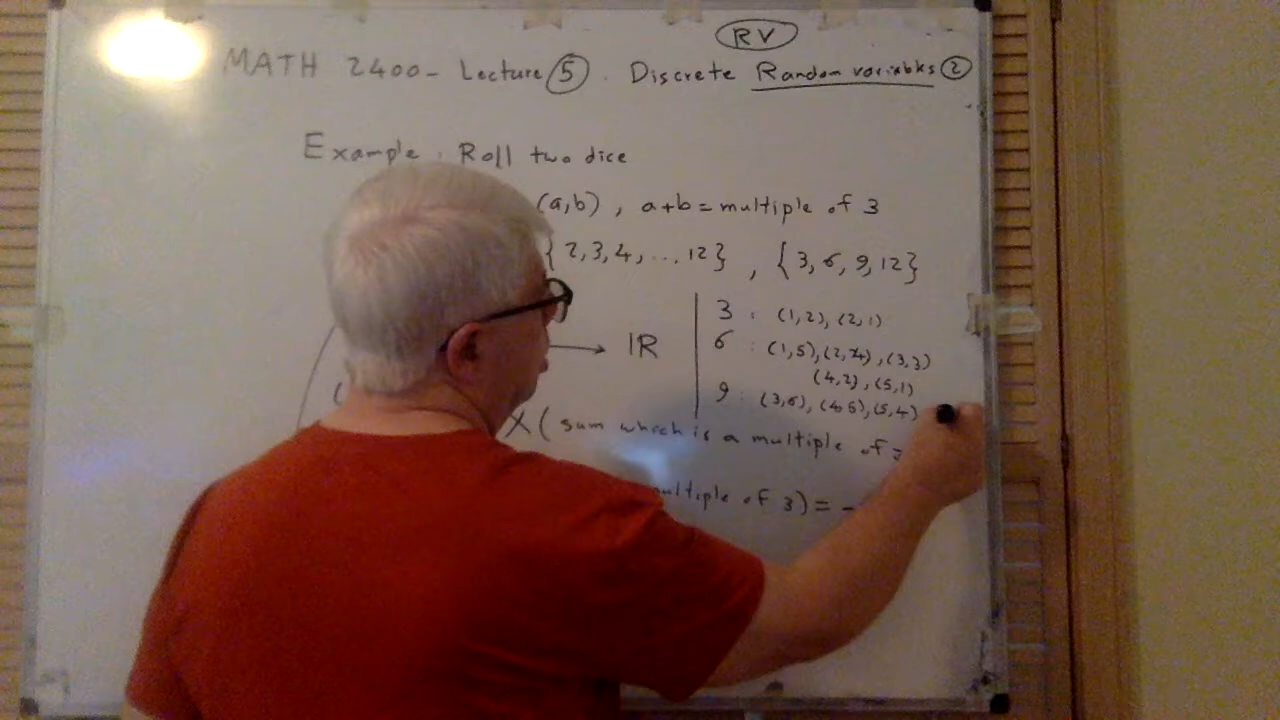 RV
MATH 2400- Lecture 5. Discrete Random variables 2
Example: Roll two dice
(a,b), a+b = multiple of 3
{2,3,4,...,12}, {3,6,9,12}
→ IR
3 : (1,2), (2,1)
6 : (1,5), (2,4), (3,3)
(4,2), (5,1)
9 : (3,6), (4,5), (5,4)
X( sum which is a multiple of
multiple of 3) = -